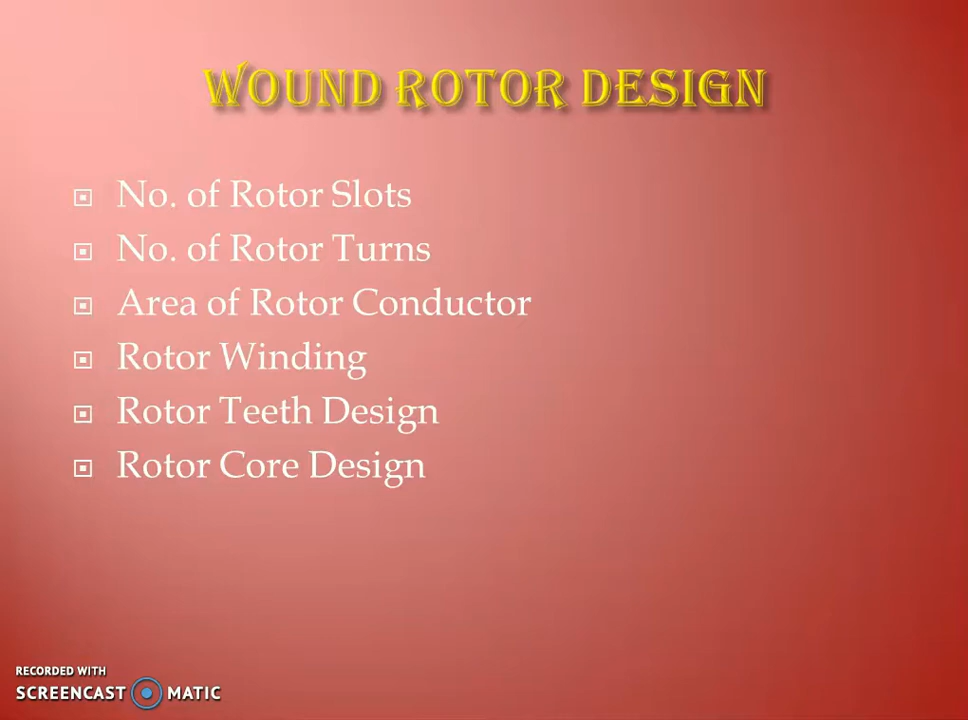 WOUND ROTOR DESIGN
No. of Rotor Slots
No. of Rotor Turns
Area of Rotor Conductor
Rotor Winding
Rotor Teeth Design
Rotor Core Design
RECORDED WITH
SCREENCAST MATIC